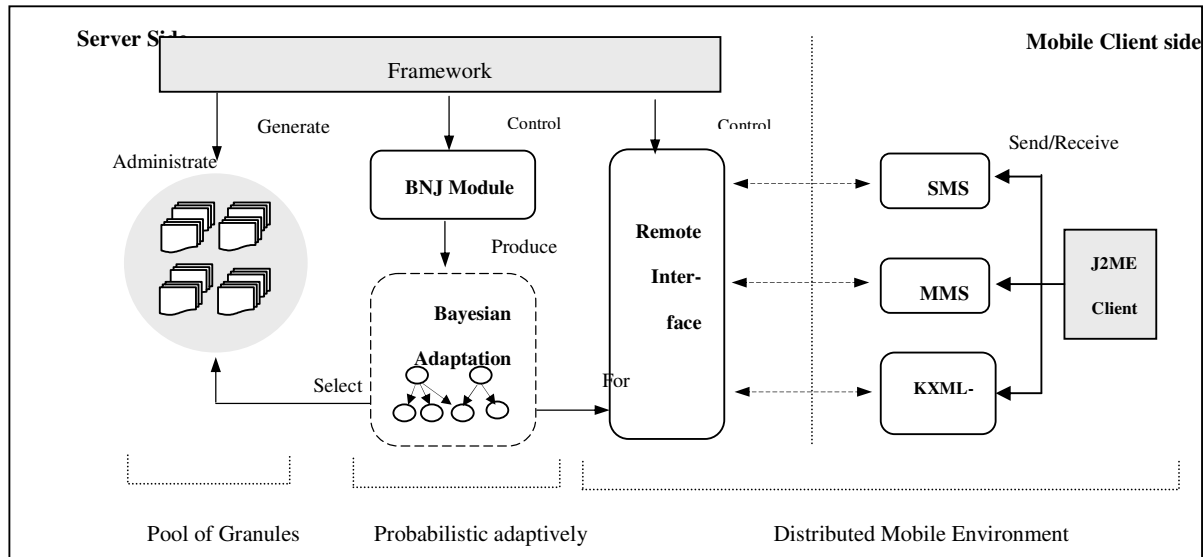 Server Side
Mobile Client side
Framework
Generate
Control
Control
Administrate
Send/Receive
BNJ Module
SMS
Produce
Remote
Inter-
face
MMS
J2ME
Client
Bayesian
Adaptation
Select
For
KXML-
Pool of Granules
Probabilistic adaptively
Distributed Mobile Environment